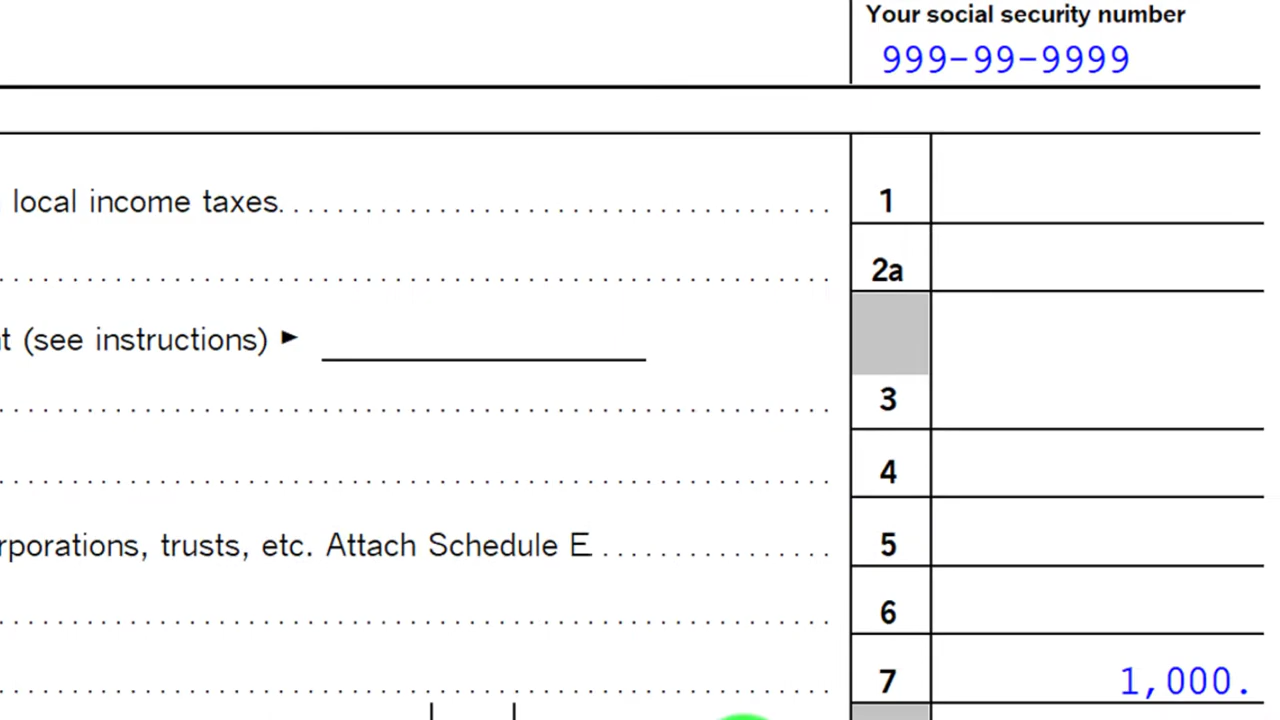 Your social security number
999-99-9999
local income taxes. 1
2a
(see instructions) ►
3
4
corporations, trusts, etc. Attach Schedule E 5
6
7 1,000.